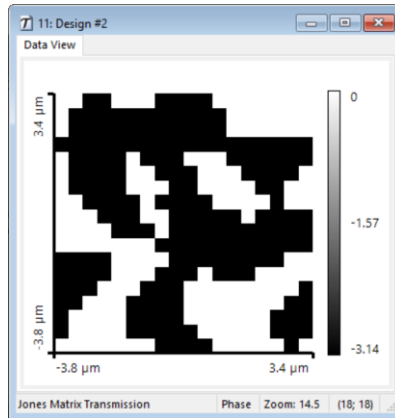 11: Design #2
Data View
3.4 µm
-3.8 µm
-3.8 µm
3.4 µm
0
-1.57
-3.14
Jones Matrix Transmission
Phase
Zoom: 14.5
(18; 18)